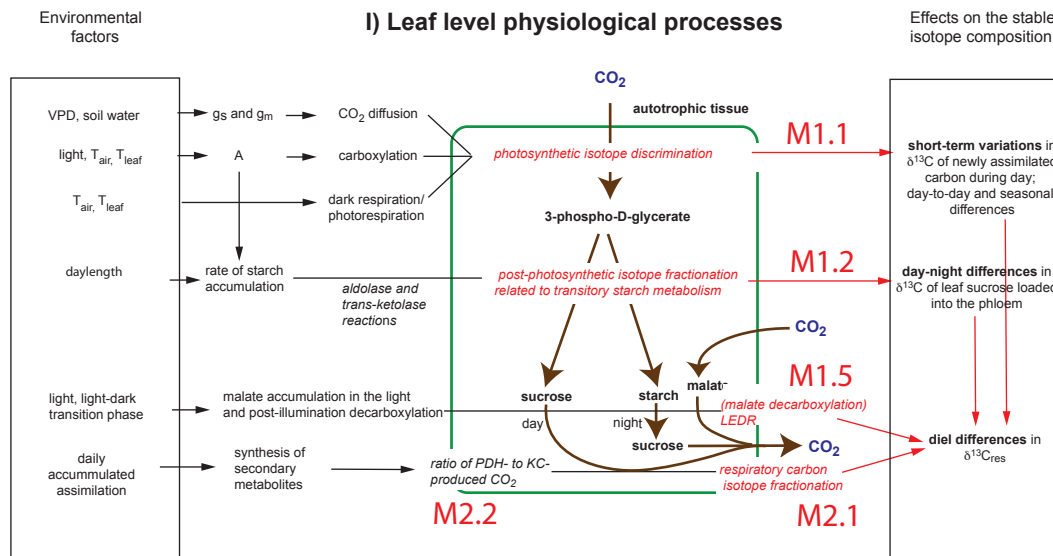 Environmental
factors
I) Leaf level physiological processes
Effects on the stable
isotope composition
CO2
autotrophic tissue
VPD, soil water
gs and gm
CO2 diffusion
M1.1
light, Tair, Tleaf
A
carboxylation
photosynthetic isotope discrimination
short-term variations in
δ13C of newly assimilated
carbon during day;
day-to-day and seasonal
differences
Tair, Tleaf
dark respiration/
photorespiration
3-phospho-D-glycerate
M1.2
daylength
rate of starch
accumulation
aldolase and
trans-ketolase
reactions
post-photosynthetic isotope fractionation
related to transitory starch metabolism
day-night differences in
δ13C of leaf sucrose loaded
into the phloem
CO2
M1.5
light, light-dark
transition phase
malate accumulation in the light
and post-illumination decarboxylation
sucrose
starch
malat
day
night
sucrose
(malate decarboxylation)
LEDR
CO2
diel differences in
δ13Cres
daily
accummulated
assimilation
synthesis of
secondary
metabolites
ratio of PDH- to KC-
produced CO2
respiratory carbon
isotope fractionation
M2.2
M2.1